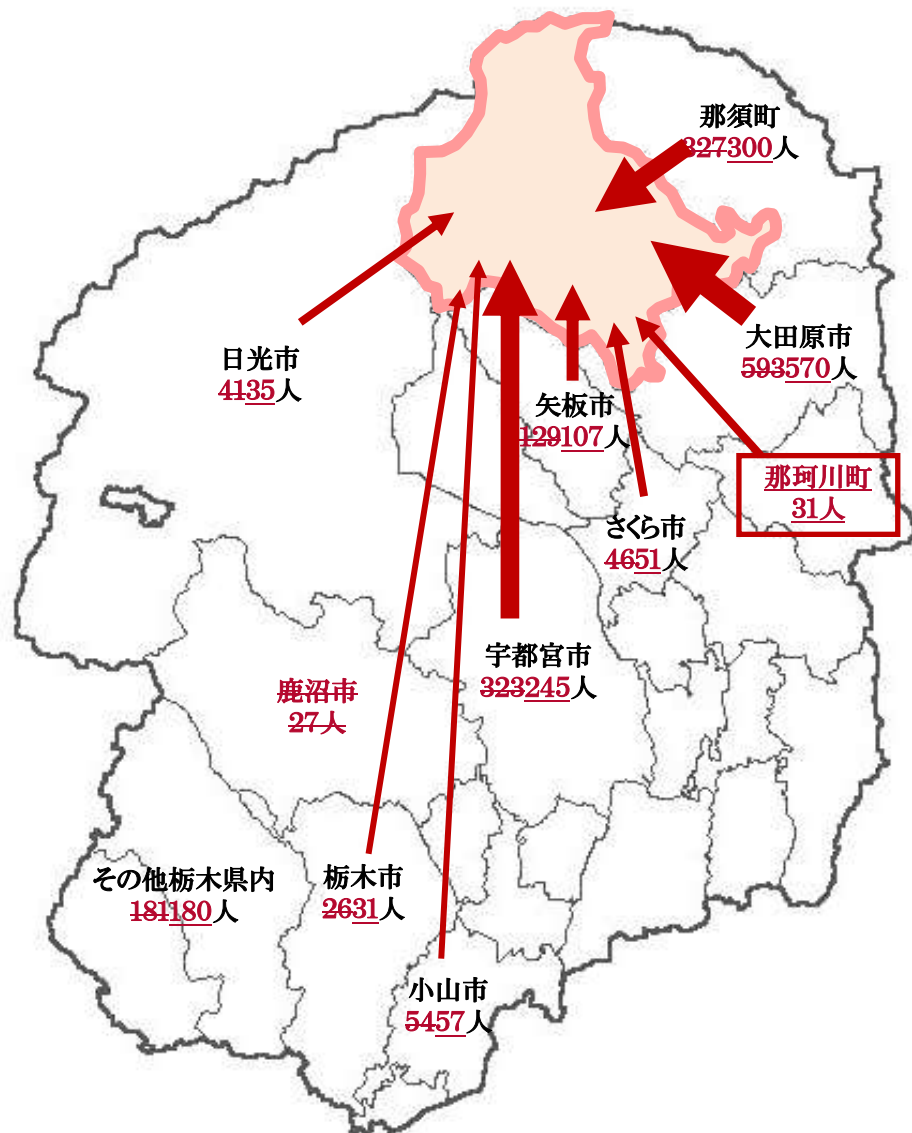 那須町
327300人
大田原市
593570人
日光市
4135人
矢板市
129107人
那珂川町
31人
さくら市
4651人
宇都宮市
323245人
鹿沼市
27人
その他栃木県内
181180人
栃木市
2631人
小山市
5457人